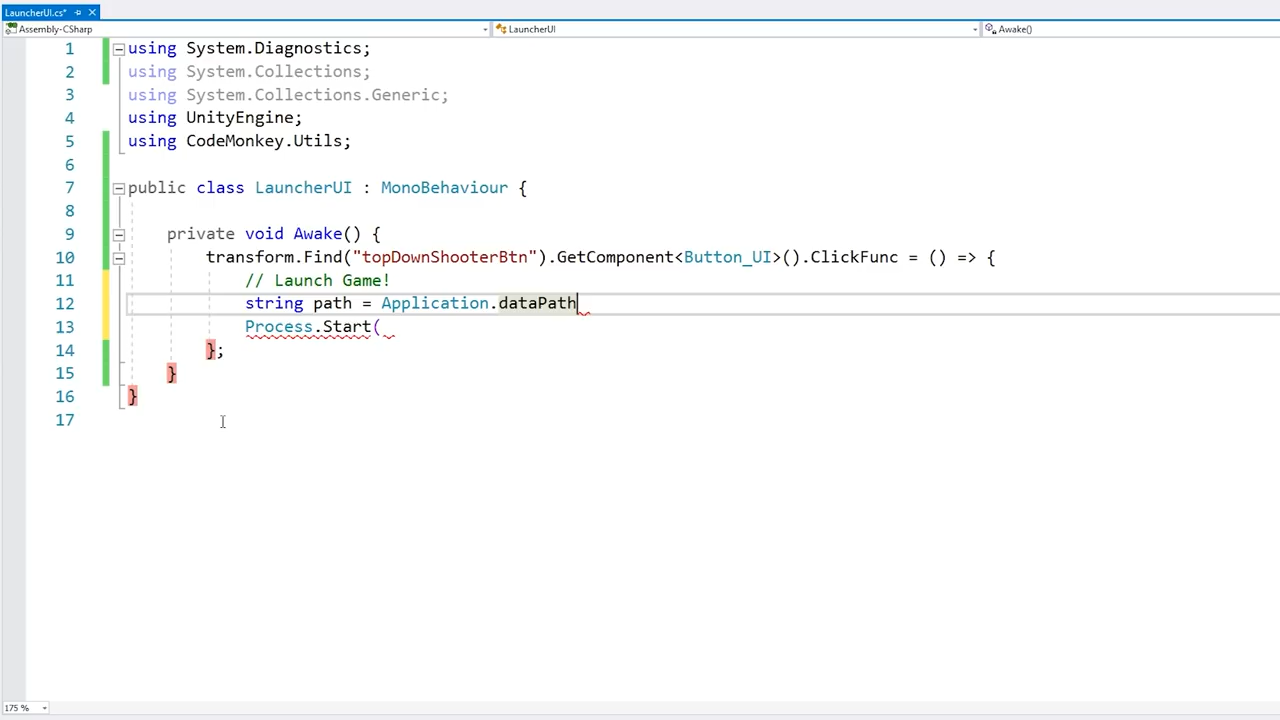 LauncherUI.cs*
Assembly-CSharp LauncherUI Awake()
1 using System.Diagnostics;
2 using System.Collections;
3 using System.Collections.Generic;
4 using UnityEngine;
5 using CodeMonkey.Utils;
6
7 public class LauncherUI : MonoBehaviour {
8
9 private void Awake() {
10 transform.Find("topDownShooterBtn").GetComponent<Button_UI>().ClickFunc = () => {
11 // Launch Game!
12 string path = Application.dataPath
13 Process.Start(
14 };
15 }
16 }
17
175 %